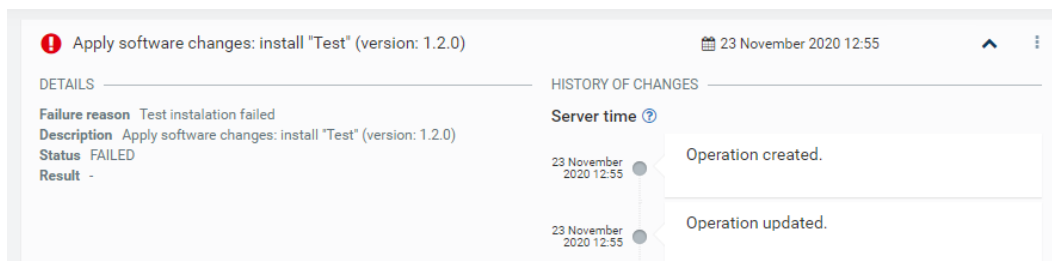 Apply software changes: install "Test" (version: 1.2.0)
23 November 2020 12:55
DETAILS
Failure reason Test instalation failed
Description Apply software changes: install "Test" (version: 1.2.0)
Status FAILED
Result -
HISTORY OF CHANGES
Server time
23 November
2020 12:55
Operation created.
23 November
2020 12:55
Operation updated.